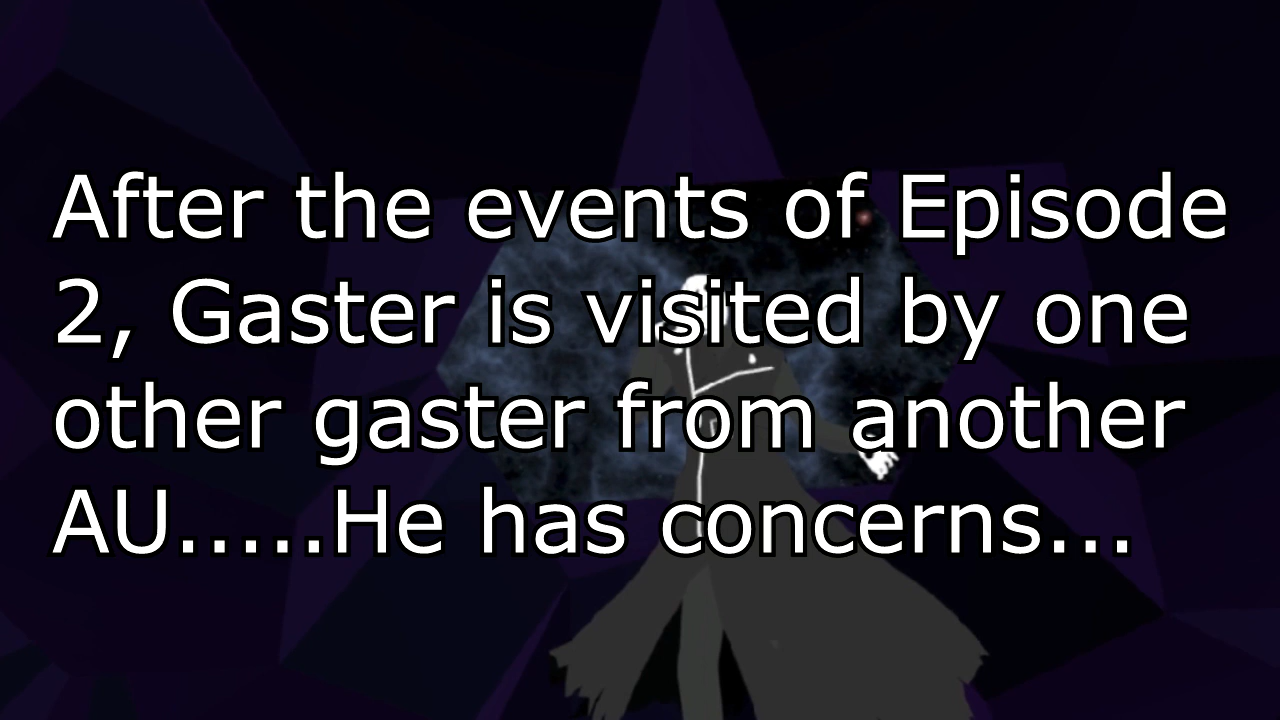 After the events of Episode
2, Gaster is visited by one
other gaster from another
AU.....He has concerns...